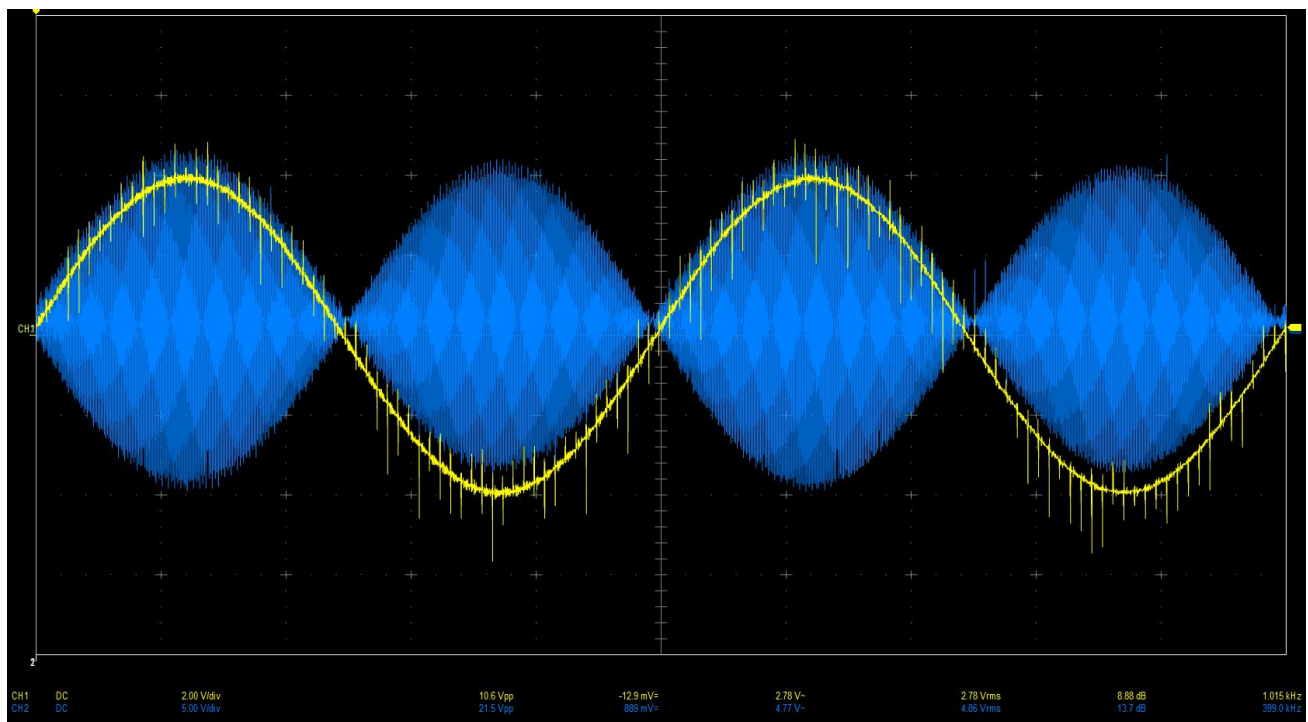 CH1
2
CH1 DC 2.00 V/div 10.6 Vpp -12.9 mV= 2.78 V~ 2.78 Vrms 8.88 dB 1.015 kHz
CH2 DC 5.00 V/div 21.5 Vpp 889 mV= 4.77 V~ 4.86 Vrms 13.7 dB 399.0 kHz